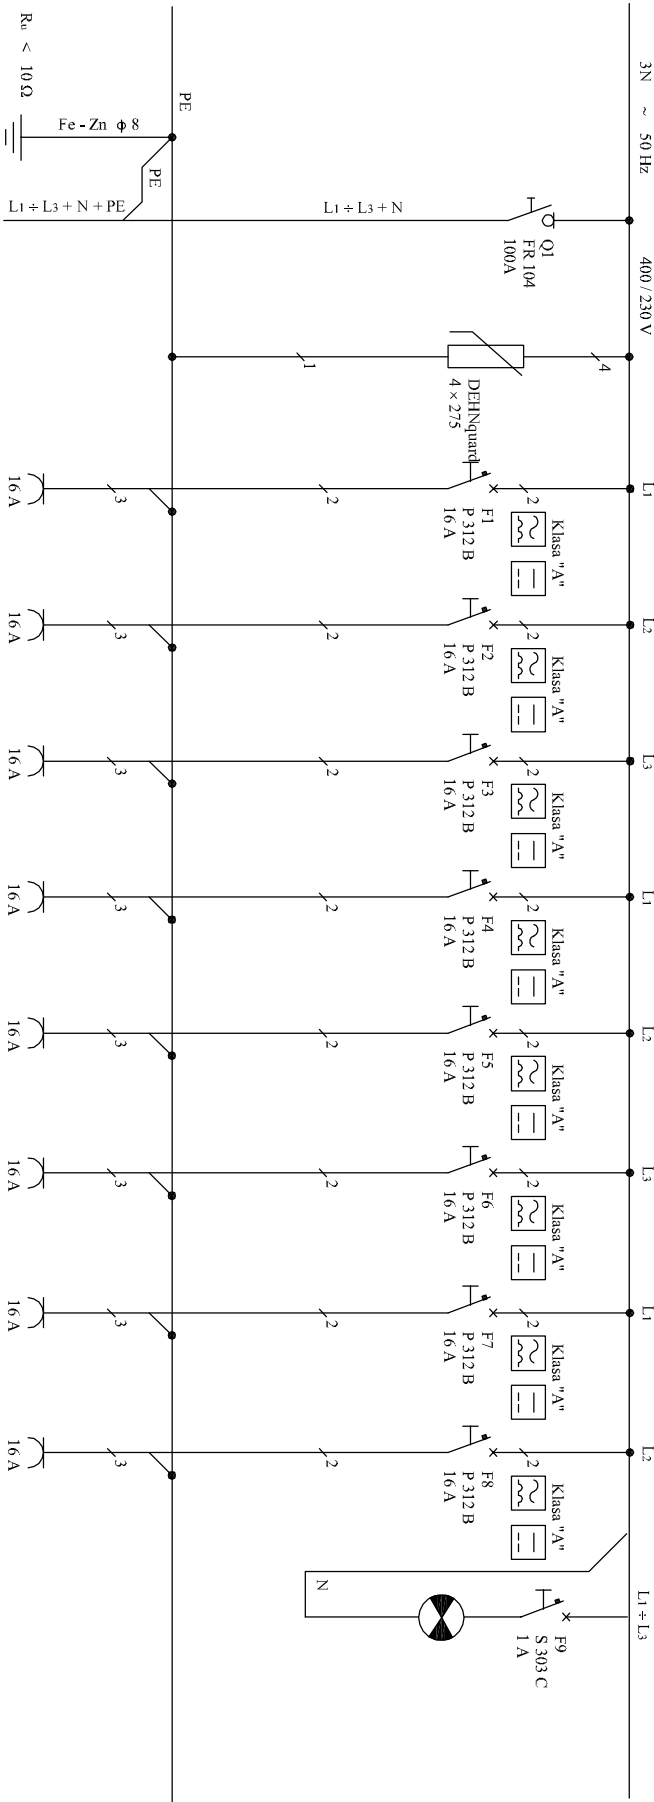 3N ~ 50 Hz 400 / 230 V
PE
Fe - Zn ϕ 8
Ru < 10 Ω
PE
L1 ÷ L3 + N + PE
L1 ÷ L3 + N
Q1
FR 104
100A
4
1
DEHNquard
4 × 275
L1
2
Klasa "A"
F1
P 312 B
16 A
2
3
16 A
L2
2
Klasa "A"
F2
P 312 B
16 A
2
3
16 A
L3
2
Klasa "A"
F3
P 312 B
16 A
2
3
16 A
L1
2
Klasa "A"
F4
P 312 B
16 A
2
3
16 A
L2
2
Klasa "A"
F5
P 312 B
16 A
2
3
16 A
L3
2
Klasa "A"
F6
P 312 B
16 A
2
3
16 A
L1
2
Klasa "A"
F7
P 312 B
16 A
2
3
16 A
L2
2
Klasa "A"
F8
P 312 B
16 A
2
3
16 A
L1 ÷ L3
F9
S 303 C
1 A
N